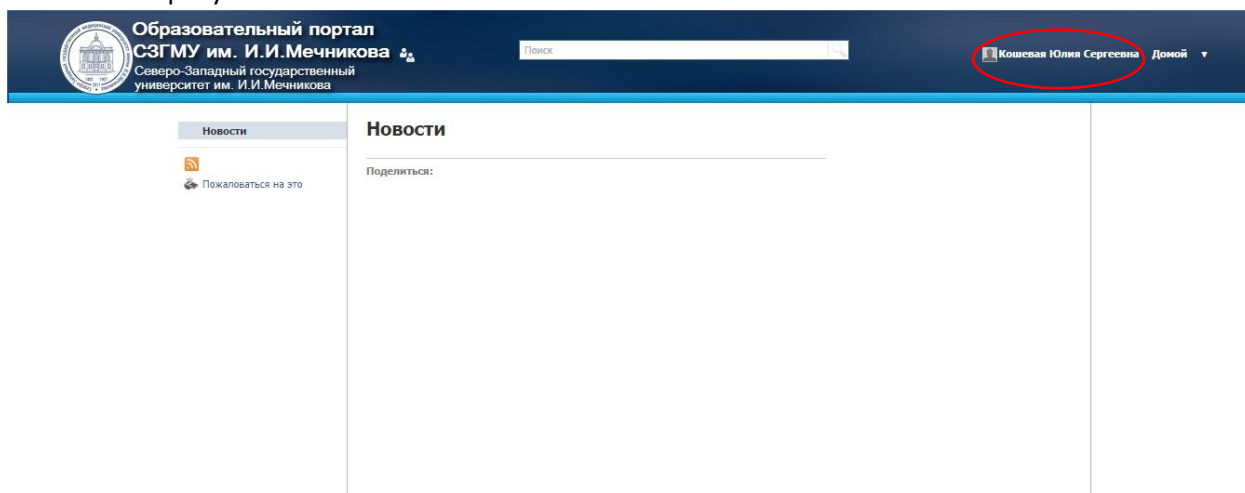 Образовательный портал
СЗГМУ им. И.И.Мечникова
Северо-Западный государственный
университет им. И.И.Мечникова
Поиск
Кошевая Юлия Сергеевна Домой
Новости
Пожаловаться на это
Новости
Поделиться: